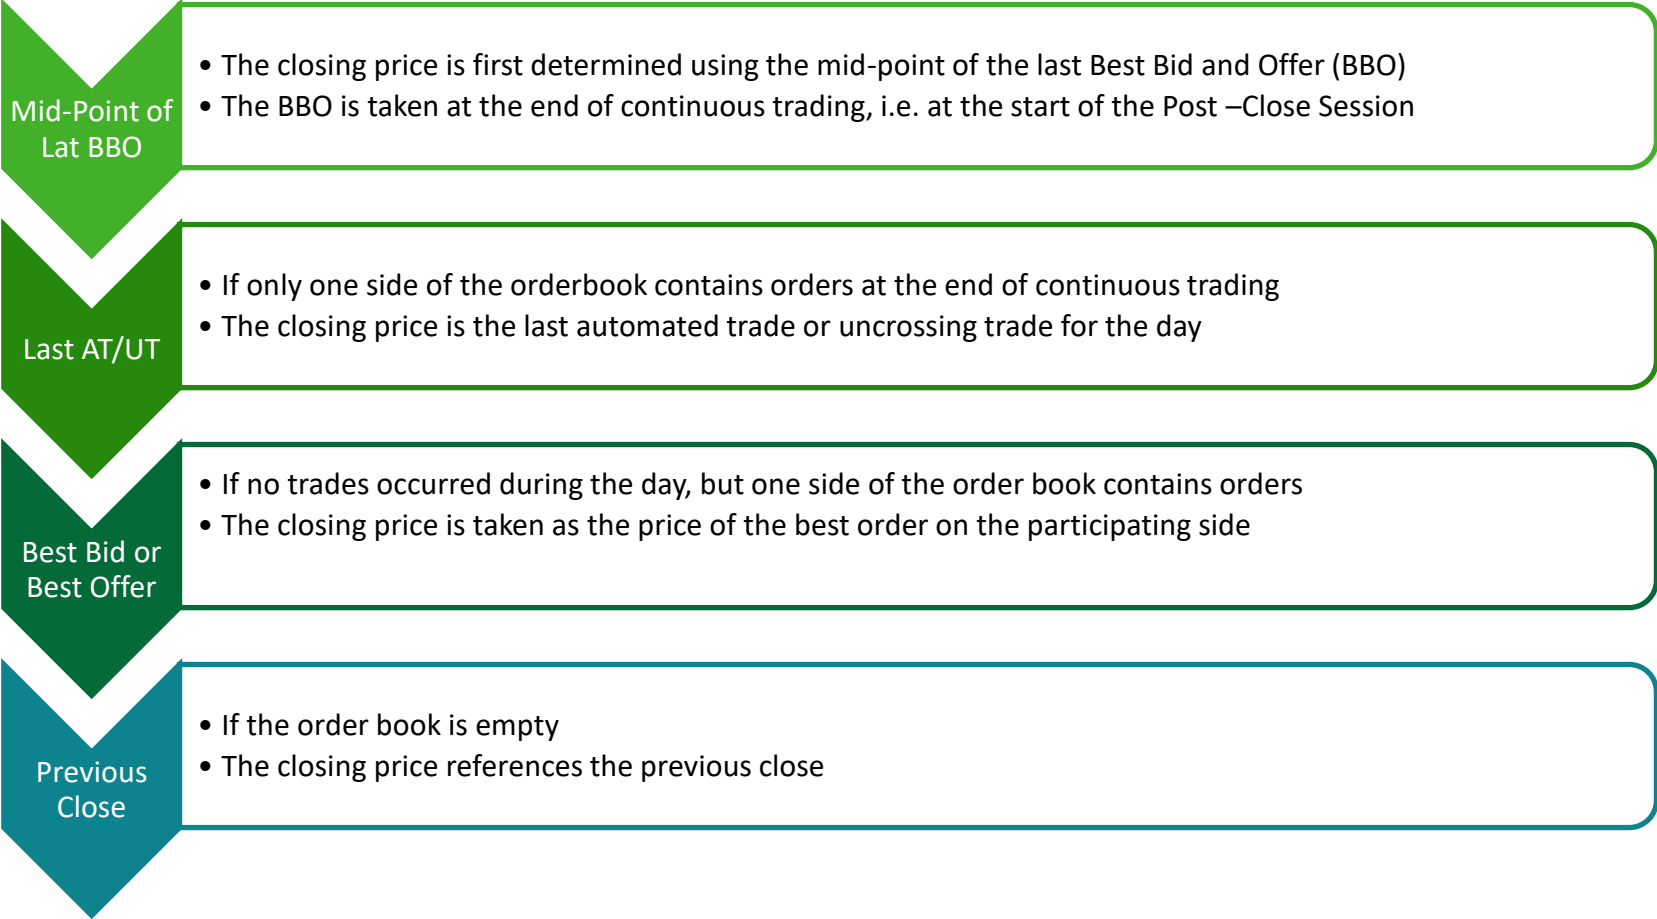 Mid-Point of
Lat BBO
• The closing price is first determined using the mid-point of the last Best Bid and Offer (BBO)
• The BBO is taken at the end of continuous trading, i.e. at the start of the Post –Close Session
Last AT/UT
• If only one side of the orderbook contains orders at the end of continuous trading
• The closing price is the last automated trade or uncrossing trade for the day
Best Bid or
Best Offer
• If no trades occurred during the day, but one side of the order book contains orders
• The closing price is taken as the price of the best order on the participating side
Previous
Close
• If the order book is empty
• The closing price references the previous close